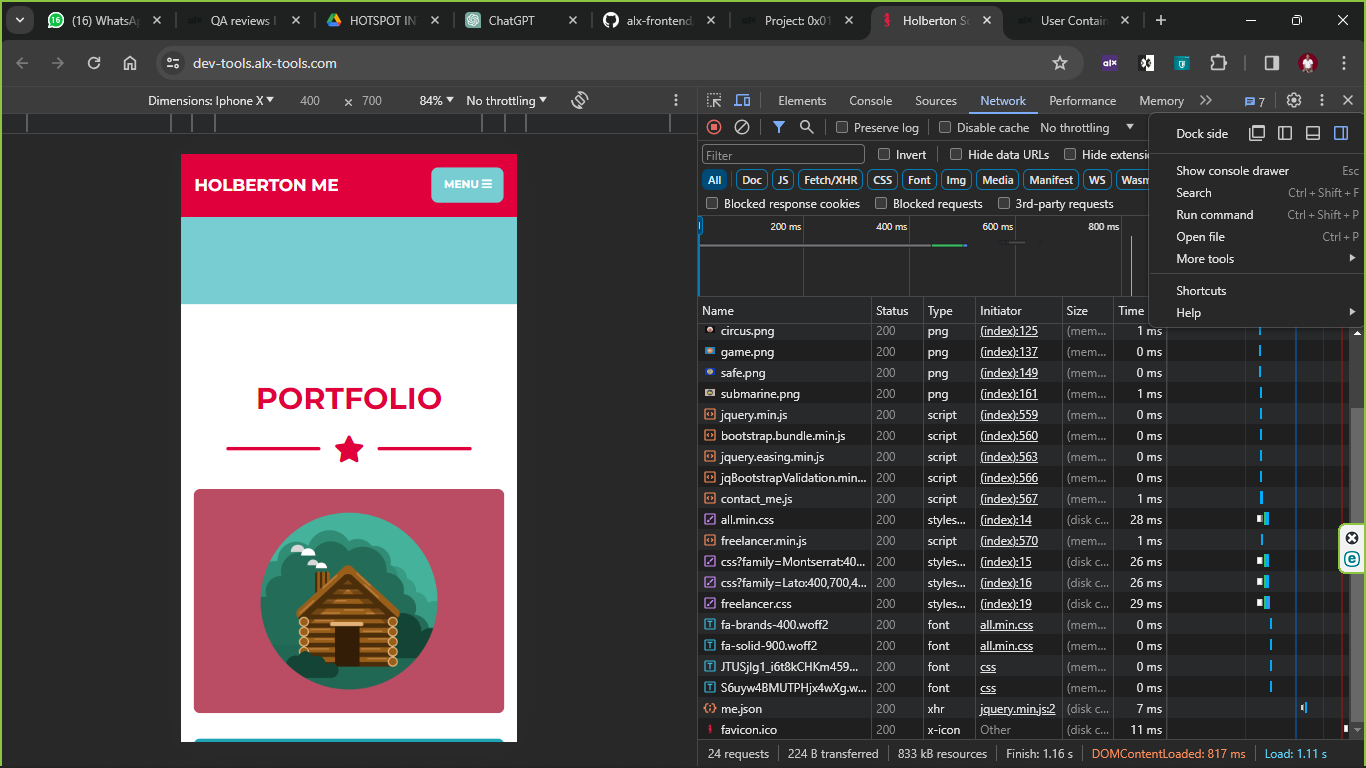 (16) WhatsA
QA reviews
HOTSPOT IN
ChatGPT
alx-frontend
Project: 0x01
Holberton Sc
User Contain
dev-tools.alx-tools.com
Dimensions: Iphone X 400 × 700 84% No throttling
Elements Console Sources Network Performance Memory 7
Preserve log Disable cache No throttling
Filter Invert Hide data URLs Hide extensi
All Doc JS Fetch/XHR CSS Font Img Media Manifest WS Wasm
Blocked response cookies Blocked requests 3rd-party requests
200 ms 400 ms 600 ms 800 ms
Dock side
Show console drawer Esc
Search Ctrl + Shift + F
Run command Ctrl + Shift + P
Open file Ctrl + P
More tools
Shortcuts
Help
HOLBERTON ME
MENU
PORTFOLIO
Name Status Type Initiator Size Time
circus.png 200 png (index):125 (mem... 1 ms
game.png 200 png (index):137 (mem... 0 ms
safe.png 200 png (index):149 (mem... 0 ms
submarine.png 200 png (index):161 (mem... 1 ms
jquery.min.js 200 script (index):559 (mem... 0 ms
bootstrap.bundle.min.js 200 script (index):560 (mem... 0 ms
jquery.easing.min.js 200 script (index):563 (mem... 0 ms
jqBootstrapValidation.min... 200 script (index):566 (mem... 0 ms
contact_me.js 200 script (index):567 (mem... 1 ms
all.min.css 200 styles... (index):14 (disk c... 28 ms
freelancer.min.js 200 script (index):570 (mem... 1 ms
css?family=Montserrat:40... 200 styles... (index):15 (disk c... 26 ms
css?family=Lato:400,700,4... 200 styles... (index):16 (disk c... 26 ms
freelancer.css 200 styles... (index):19 (disk c... 29 ms
fa-brands-400.woff2 200 font all.min.css (mem... 0 ms
fa-solid-900.woff2 200 font all.min.css (mem... 0 ms
JTUSjIg1_i6t8kCHKm459... 200 font css (mem... 0 ms
S6uyw4BMUTPHjx4wXg.w... 200 font css (mem... 0 ms
me.json 200 xhr jquery.min.js:2 (disk c... 7 ms
favicon.ico 200 x-icon Other (disk c... 11 ms
24 requests 224 B transferred 833 kB resources Finish: 1.16 s DOMContentLoaded: 817 ms Load: 1.11 s